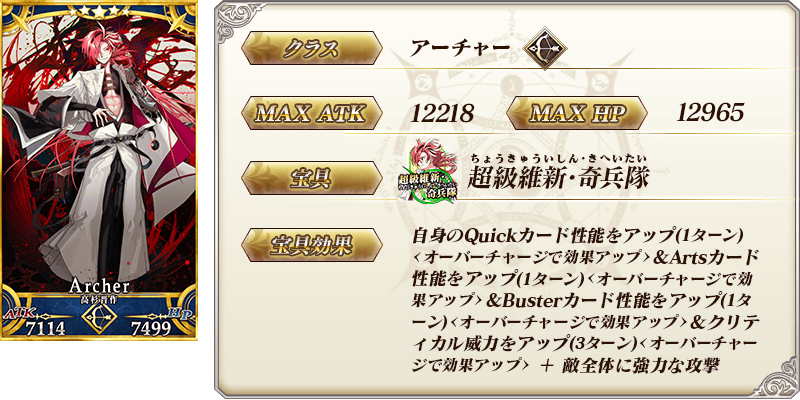 Archer
高杉晋作
ATK
HP
7114
7499
クラス
アーチャー
MAX ATK
12218
MAX HP
12965
宝具
超級維新・
奇兵隊
ちょうきゅういしん・きへいたい
超級維新・奇兵隊
宝具効果
自身のQuickカード性能をアップ(1ターン)
<オーバーチャージで効果アップ>&Artsカード
性能をアップ(1ターン)<オーバーチャージで効
果アップ>&Busterカード性能をアップ(1タ
ーン)<オーバーチャージで効果アップ>&クリティ
カル威力をアップ(3ターン)<オーバーチャー
ジで効果アップ> + 敵全体に強力な攻撃